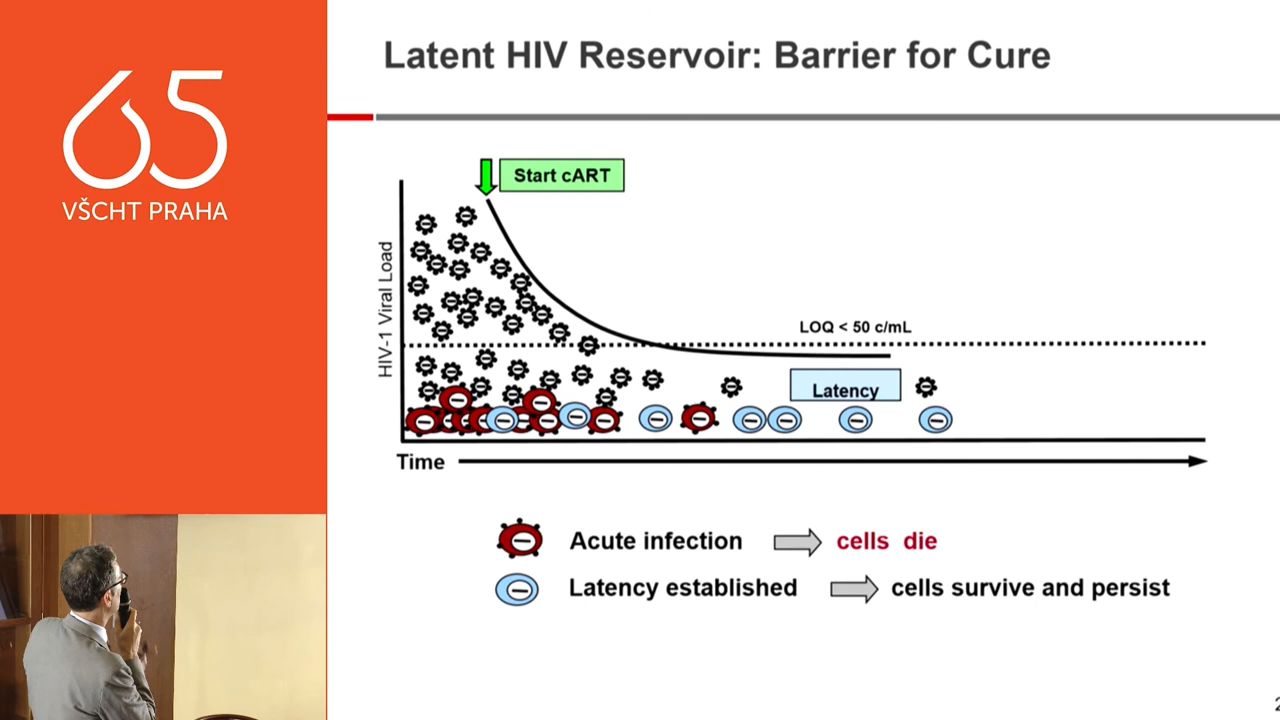 65
VŠCHT PRAHA
Latent HIV Reservoir: Barrier for Cure
Start cART
HIV-1 Viral Load
LOQ < 50 c/mL
Latency
Time
Acute infection
cells die
Latency established
cells survive and persist